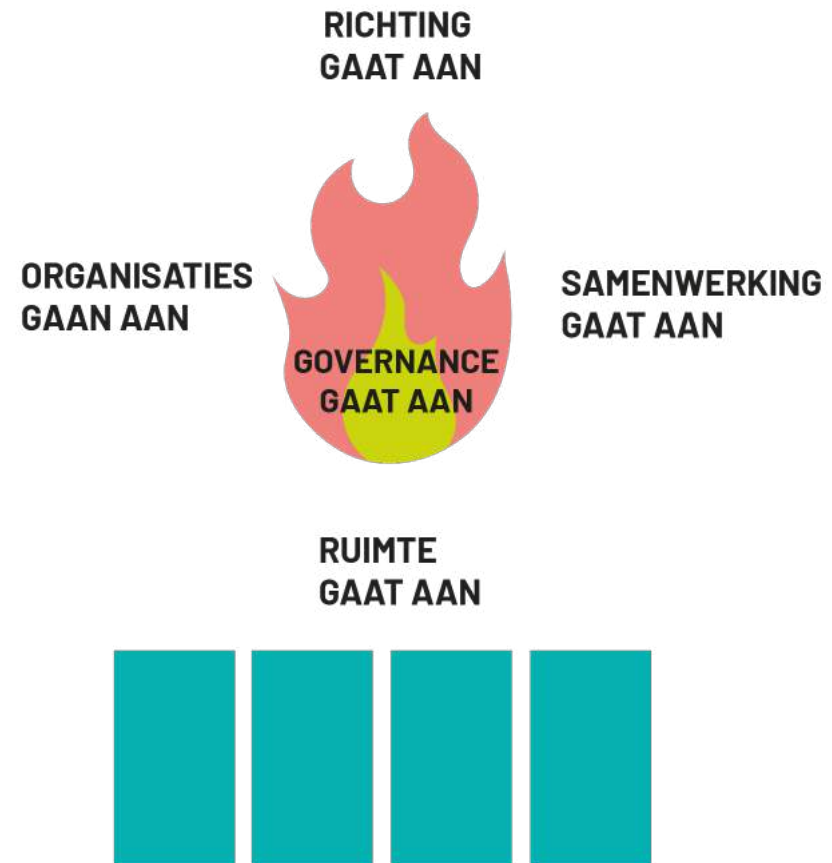 RICHTING
GAAT AAN
ORGANISATIES
GAAN AAN
SAMENWERKING
GAAT AAN
GOVERNANCE
GAAT AAN
RUIMTE
GAAT AAN